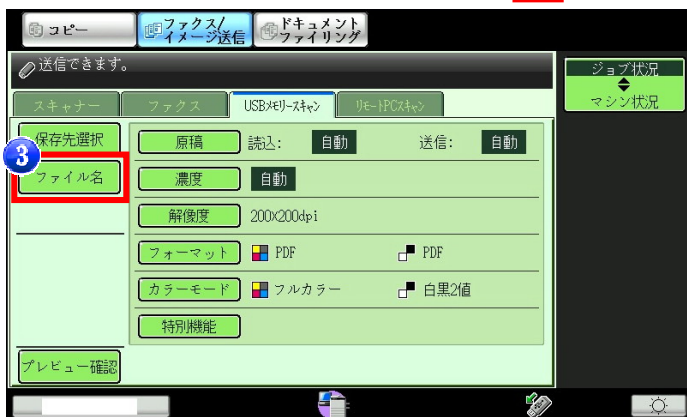 コピー
ファクス/
イメージ送信
ドキュメント
ファイリング
送信できます。
ジョブ状況
マシン状況
スキャナー
ファクス
USBメモリースキャン
リモートPCスキャン
保存先選択
3
ファイル名
原稿 読込: 自動 送信: 自動
濃度 自動
解像度 200X200dpi
フォーマット PDF PDF
カラーモード フルカラー 白黒2値
特別機能
プレビュー確認